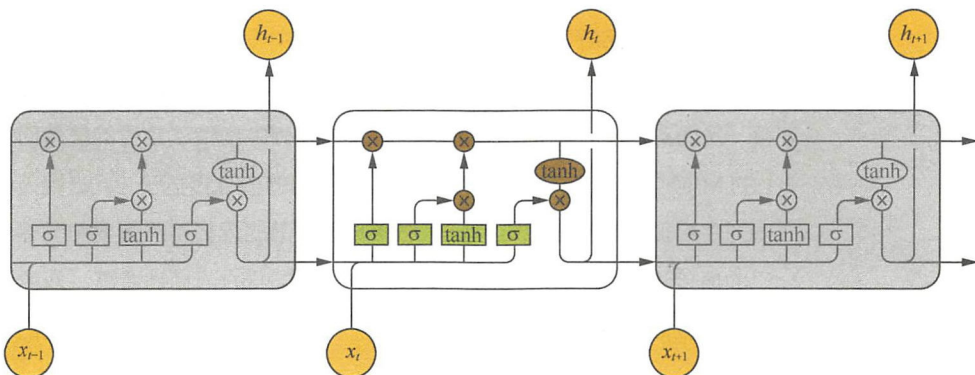 h_{t-1} h_t h_{t+1}
× × × × × ×
tanh tanh tanh
× × × × × ×
σ σ tanh σ σ σ tanh σ σ σ tanh σ
x_{t-1} x_t x_{t+1}